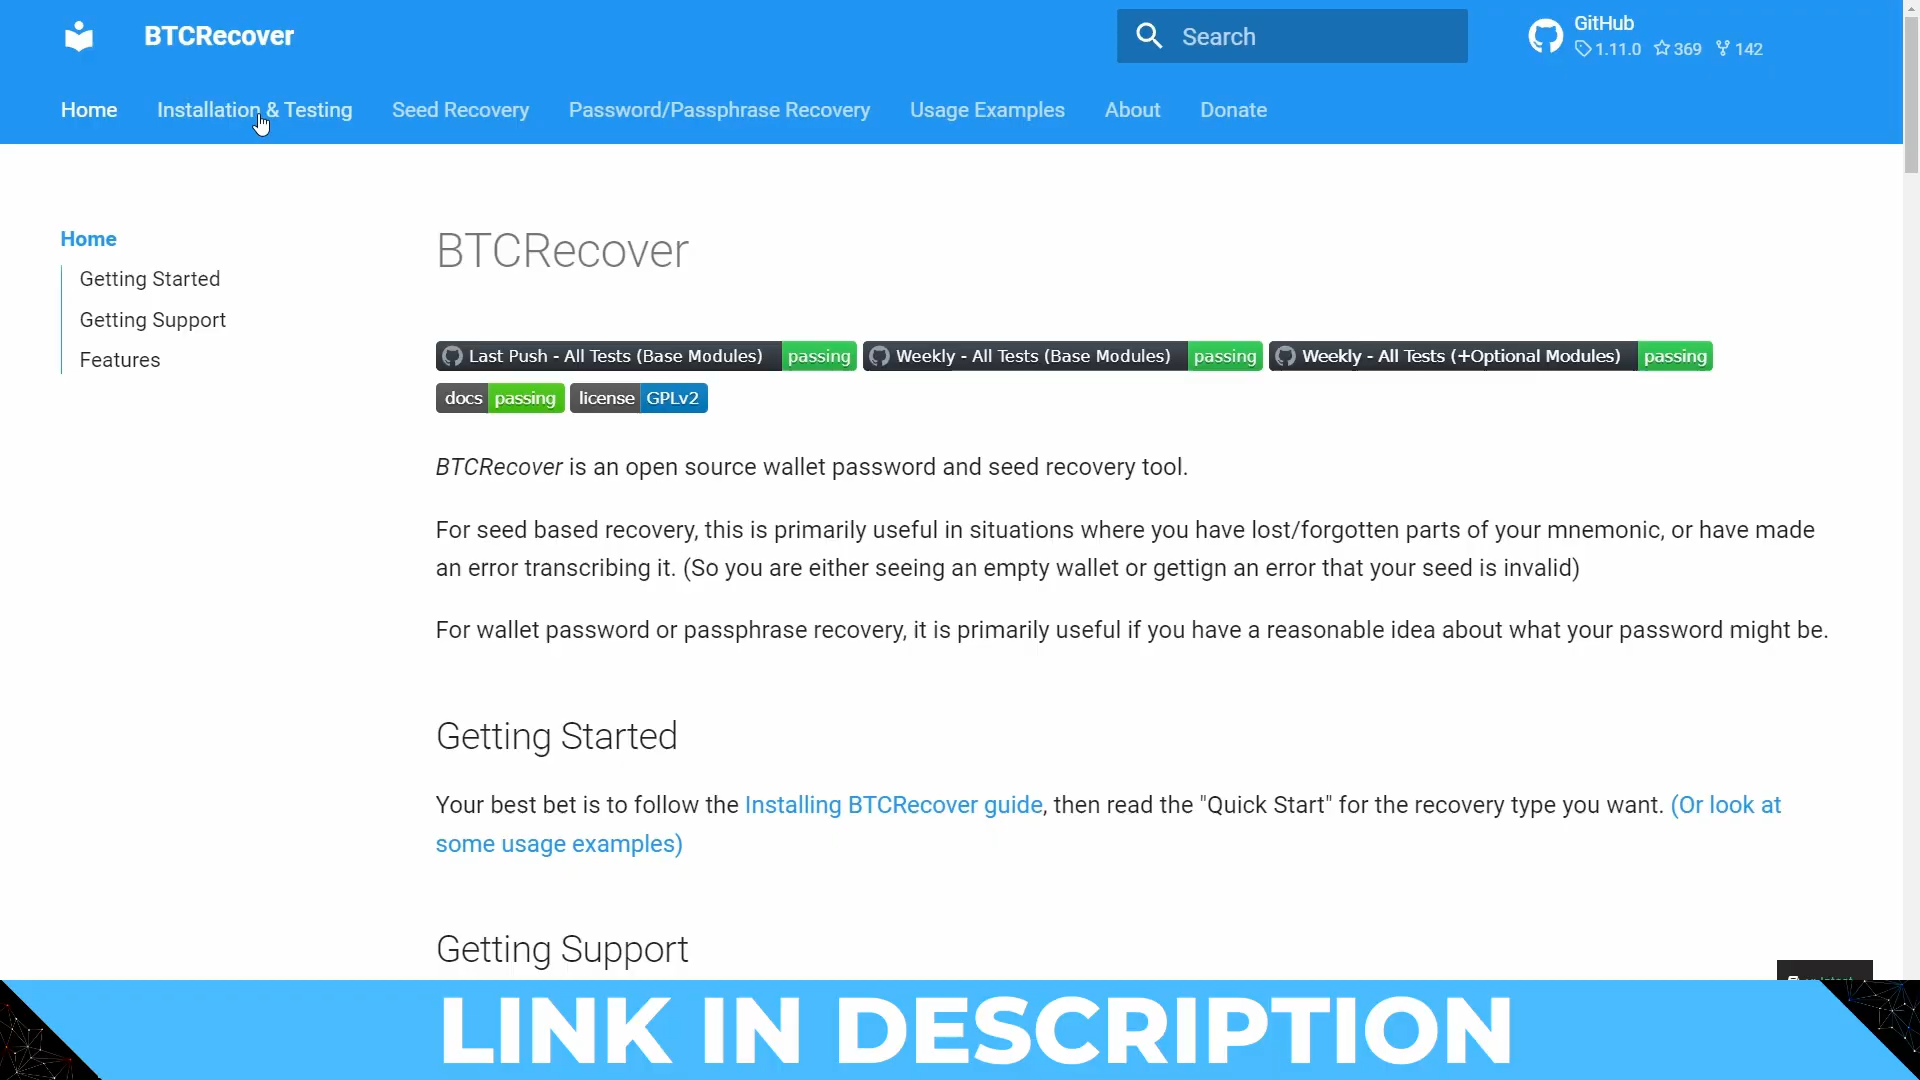 BTCRecover
Search
GitHub
1.11.0 369 142
Home Installation & Testing Seed Recovery Password/Passphrase Recovery Usage Examples About Donate
Home
Getting Started
Getting Support
Features
BTCRecover
Last Push - All Tests (Base Modules) passing Weekly - All Tests (Base Modules) passing Weekly - All Tests (+Optional Modules) passing
docs passing license GPLv2
BTCRecover is an open source wallet password and seed recovery tool.
For seed based recovery, this is primarily useful in situations where you have lost/forgotten parts of your mnemonic, or have made
an error transcribing it. (So you are either seeing an empty wallet or gettign an error that your seed is invalid)
For wallet password or passphrase recovery, it is primarily useful if you have a reasonable idea about what your password might be.
Getting Started
Your best bet is to follow the Installing BTCRecover guide, then read the "Quick Start" for the recovery type you want. (Or look at
some usage examples)
Getting Support
LINK IN DESCRIPTION